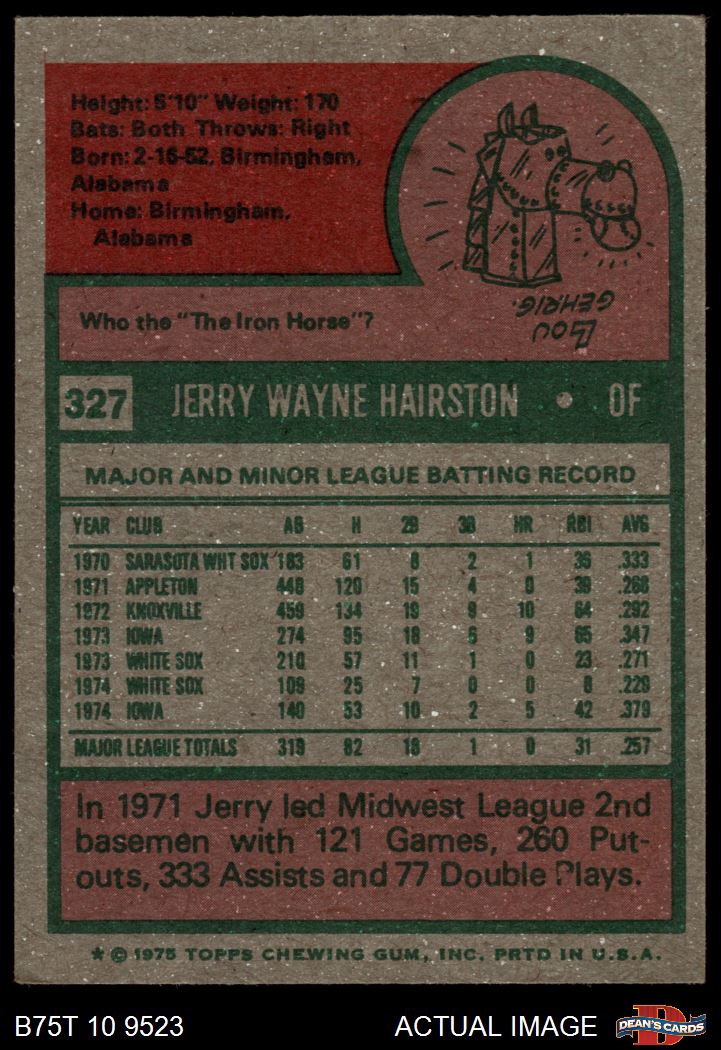 Height: 5'10" Weight: 170
Bats: Both Throws: Right
Born: 2-16-52, Birmingham,
Alabama
Home: Birmingham,
Alabama
Who the "The Iron Horse"?
LOU
GEHRIG.
327 JERRY WAYNE HAIRSTON • OF
MAJOR AND MINOR LEAGUE BATTING RECORD
YEAR CLUB AB H 2B 3B HR RBI AVG
1970 SARASOTA WHT SOX 183 61 8 2 1 36 .333
1971 APPLETON 448 120 15 4 0 39 .268
1972 KNOXVILLE 459 134 19 9 10 64 .292
1973 IOWA 274 95 18 6 9 65 .347
1973 WHITE SOX 210 57 11 1 0 23 .271
1974 WHITE SOX 109 25 7 0 0 8 .229
1974 IOWA 140 53 10 2 5 42 .379
MAJOR LEAGUE TOTALS 319 82 18 1 0 31 .257
In 1971 Jerry led Midwest League 2nd
basemen with 121 Games, 260 Put-
outs, 333 Assists and 77 Double Plays.
* © 1975 TOPPS CHEWING GUM, INC. PRTD IN U.S.A.
B75T 10 9523 ACTUAL IMAGE D DEAN'S CARDS